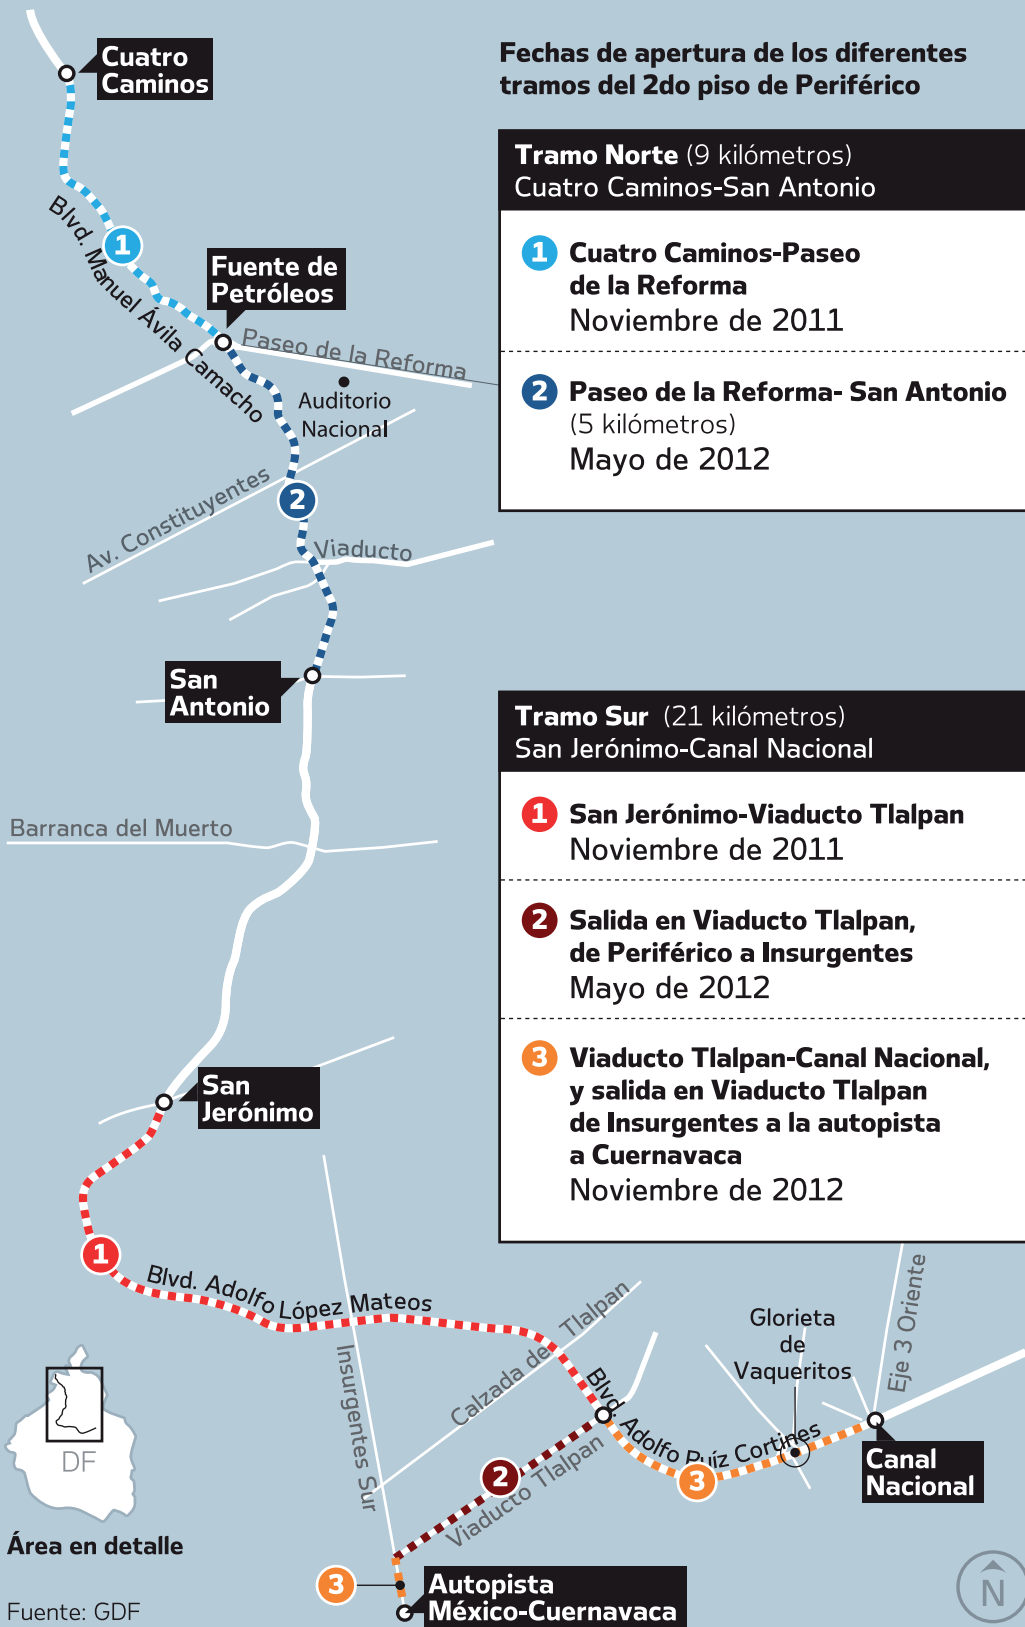 Fechas de apertura de los diferentes
tramos del 2do piso de Periférico
Cuatro
Caminos
Tramo Norte (9 kilómetros)
Cuatro Caminos-San Antonio
1 Cuatro Caminos-Paseo
de la Reforma
Noviembre de 2011
2 Paseo de la Reforma- San Antonio
(5 kilómetros)
Mayo de 2012
Blvd. Manuel Ávila Camacho
1
Fuente de
Petróleos
Paseo de la Reforma
Auditorio
Nacional
Av. Constituyentes
2
Viaducto
San
Antonio
Tramo Sur (21 kilómetros)
San Jerónimo-Canal Nacional
1 San Jerónimo-Viaducto Tlalpan
Noviembre de 2011
2 Salida en Viaducto Tlalpan,
de Periférico a Insurgentes
Mayo de 2012
3 Viaducto Tlalpan-Canal Nacional,
y salida en Viaducto Tlalpan
de Insurgentes a la autopista
a Cuernavaca
Noviembre de 2012
Barranca del Muerto
San
Jerónimo
1
Blvd. Adolfo López Mateos
Insurgentes Sur
Calzada de Tlalpan
Glorieta
de
Vaqueritos
Eje 3 Oriente
Blvd. Adolfo Ruíz Cortines
2
Viaducto Tlalpan
3
Canal
Nacional
DF
Área en detalle
3
Autopista
México-Cuernavaca
Fuente: GDF
N